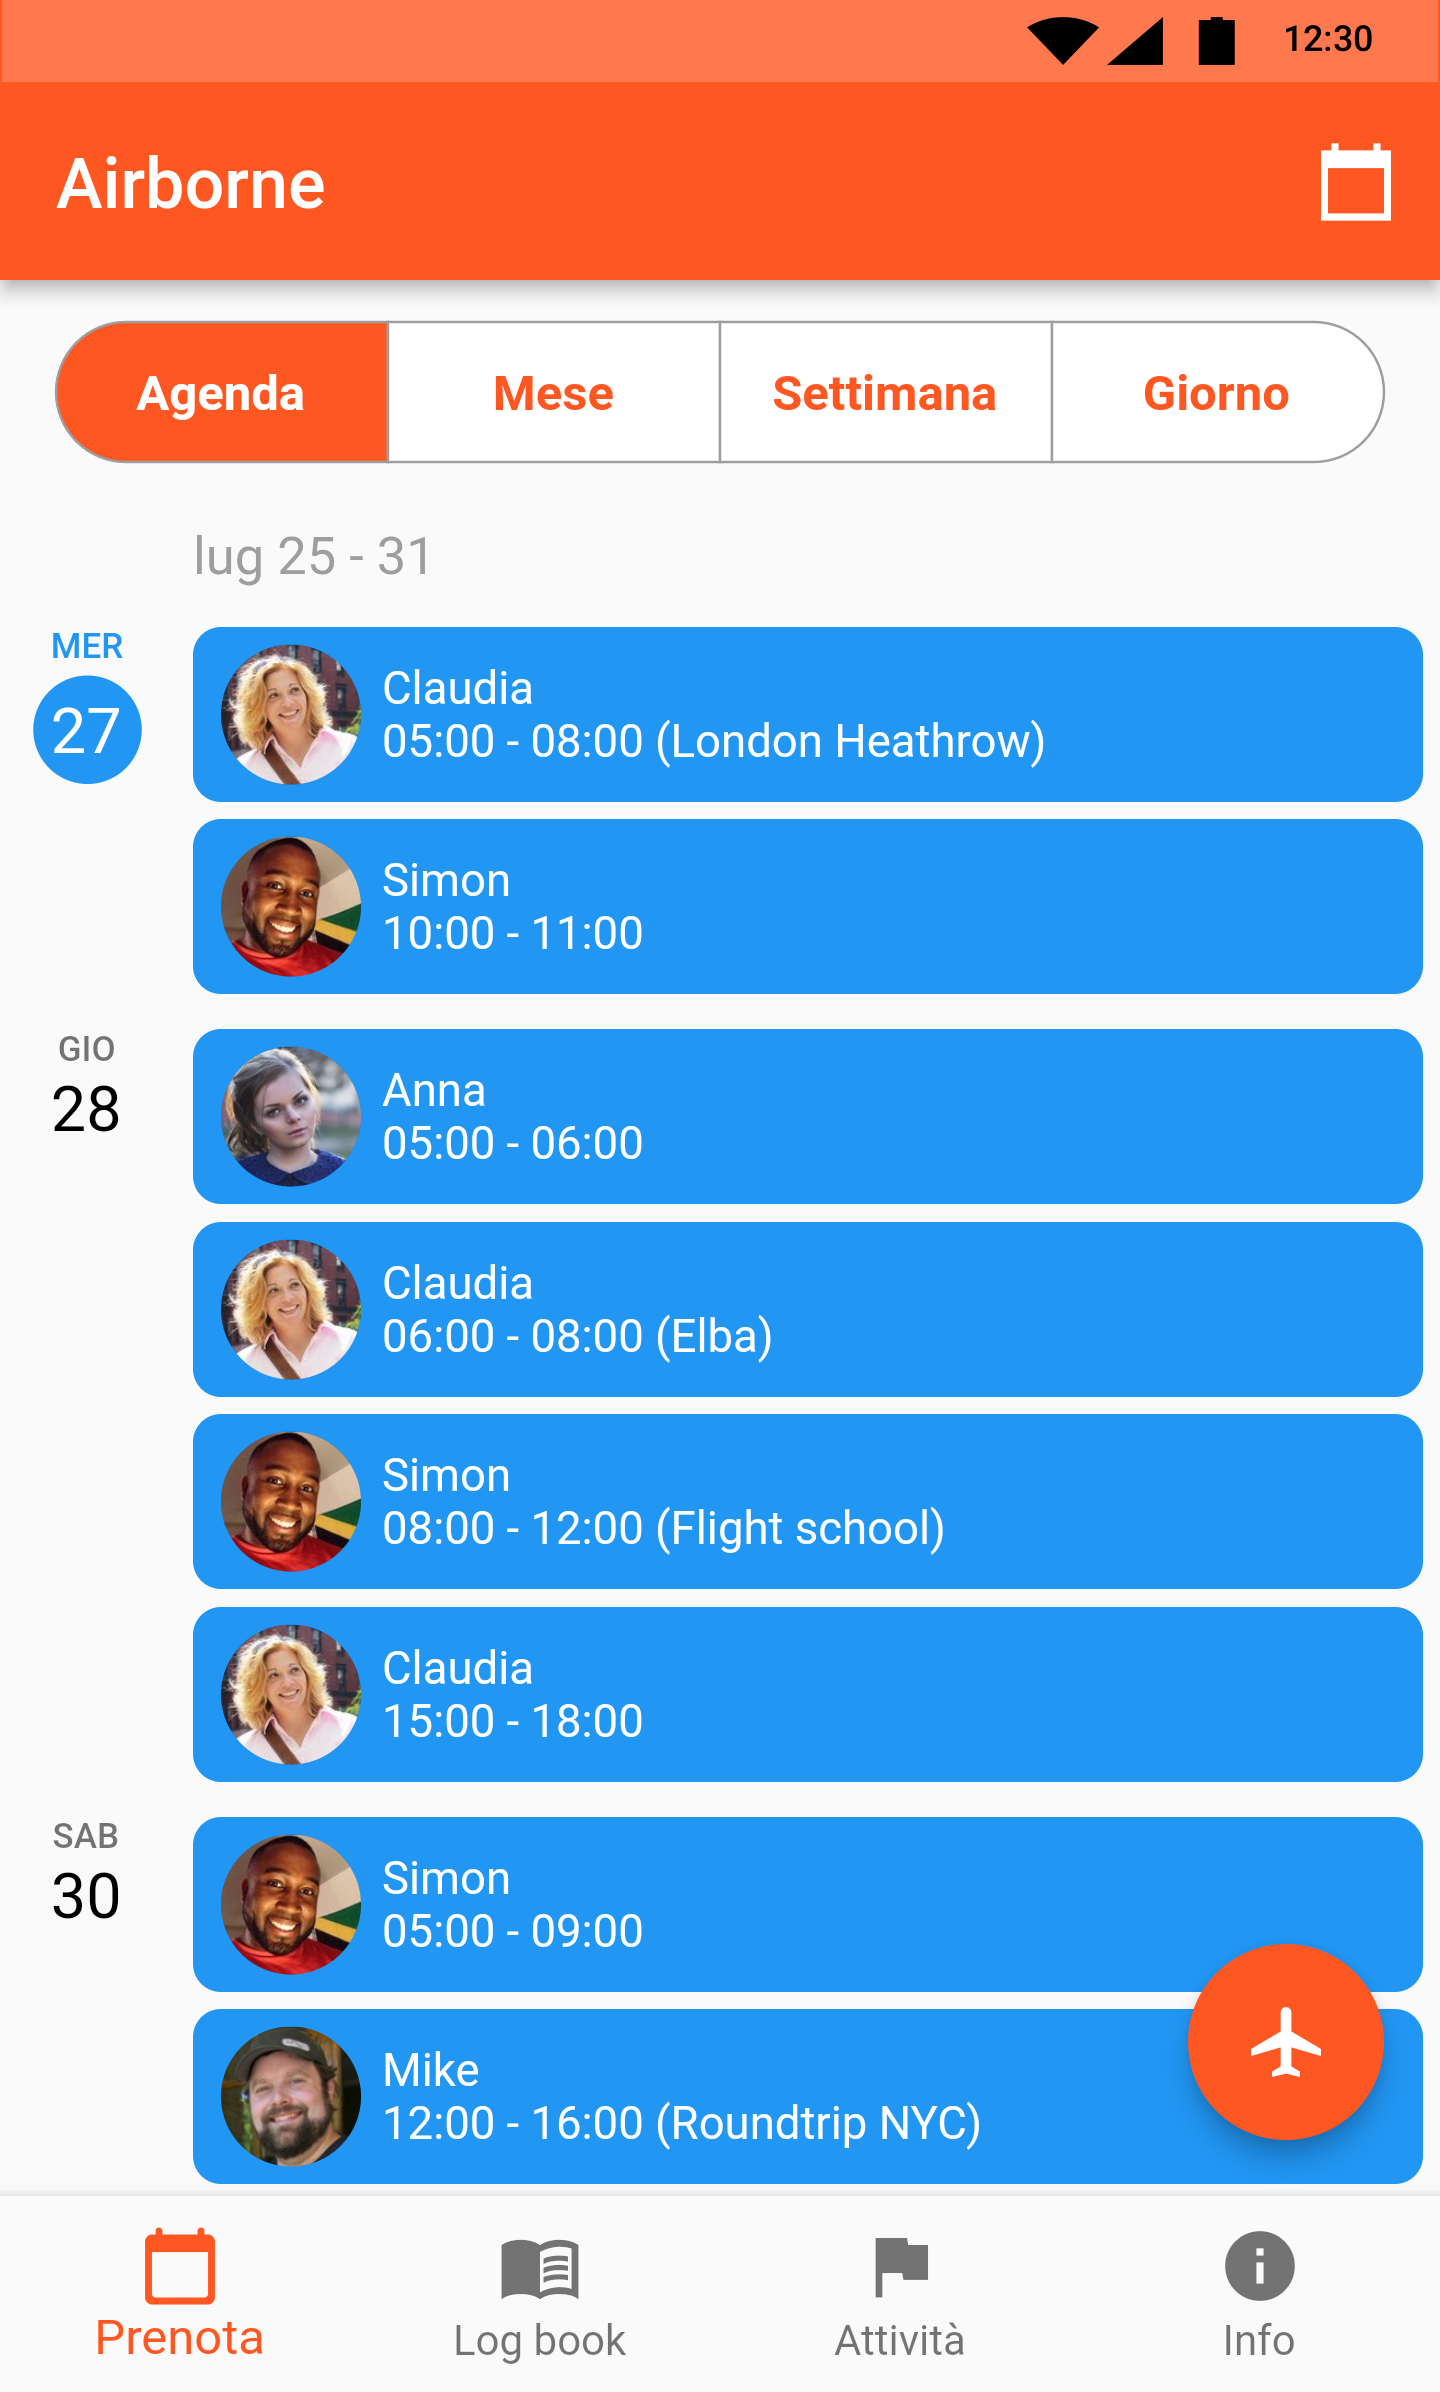 12:30
Airborne
Agenda
Mese
Settimana
Giorno
lug 25 - 31
MER
27
Claudia
05:00 - 08:00 (London Heathrow)
Simon
10:00 - 11:00
GIO
28
Anna
05:00 - 06:00
Claudia
06:00 - 08:00 (Elba)
Simon
08:00 - 12:00 (Flight school)
Claudia
15:00 - 18:00
SAB
30
Simon
05:00 - 09:00
Mike
12:00 - 16:00 (Roundtrip NYC)
Prenota
Log book
Attività
Info